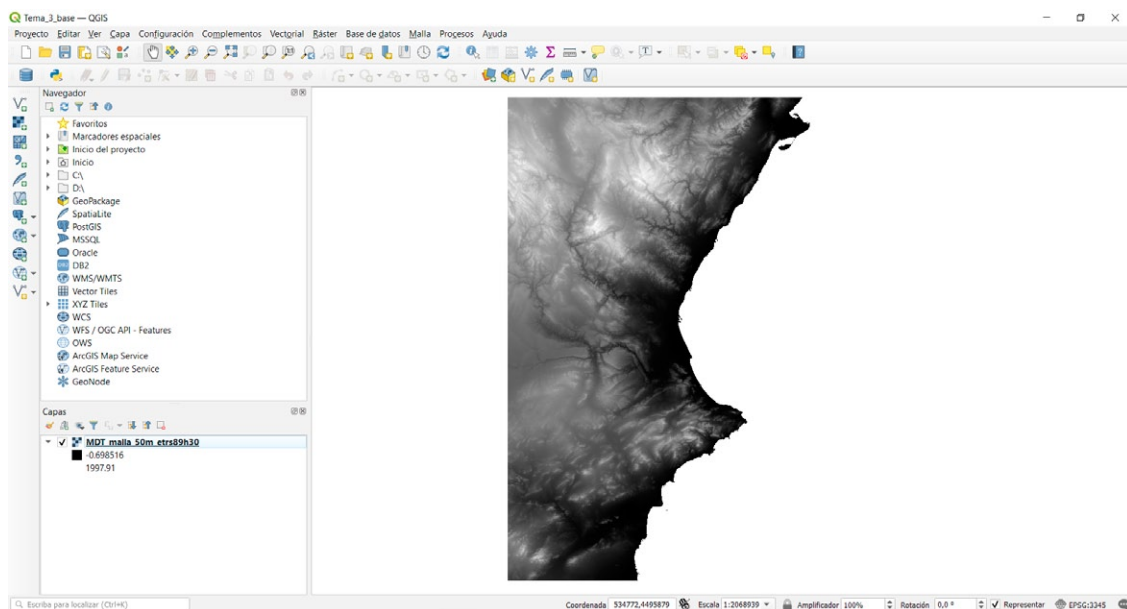 Tema_3_base — QGIS
Proyecto Editar Ver Capa Configuración Complementos Vectorial Ráster Base de datos Malla Procesos Ayuda
Navegador
Favoritos
Marcadores espaciales
Inicio del proyecto
Inicio
C:\
D:\
GeoPackage
SpatiaLite
PostGIS
MSSQL
Oracle
DB2
WMS/WMTS
Vector Tiles
XYZ Tiles
WCS
WFS / OGC API - Features
OWS
ArcGIS Map Service
ArcGIS Feature Service
GeoNode
Capas
MDT_malla_50m_etrs89h30
-0.698516
1997.91
Escriba para localizar (Ctrl+K)
Coordenada 534772,4495879 Escala 1:2068939 Amplificador 100% Rotación 0,0 ° Representar EPSG:3345